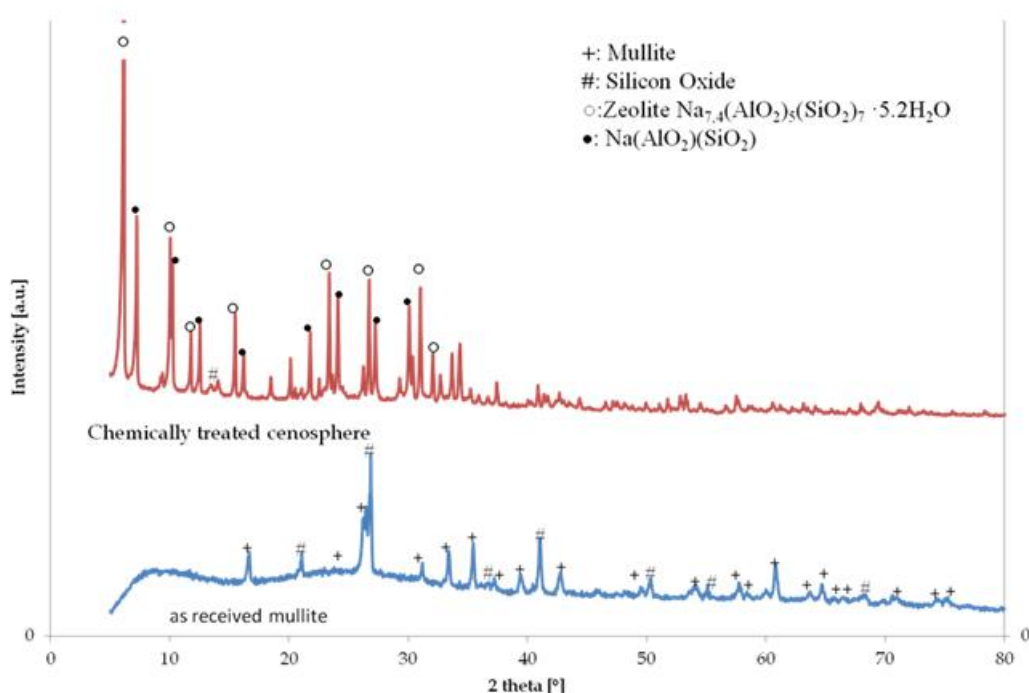 +: Mullite
#: Silicon Oxide
○:Zeolite Na7.4(AlO2)5(SiO2)7 ·5.2H2O
●: Na(AlO2)(SiO2)
Intensity [a.u.]
#
Chemically treated cenosphere
+ # + + # + + + # + # + + + # + + # + + + + + + # + + +
as received mullite
0 0
0 10 20 30 40 50 60 70 80
2 theta [°]